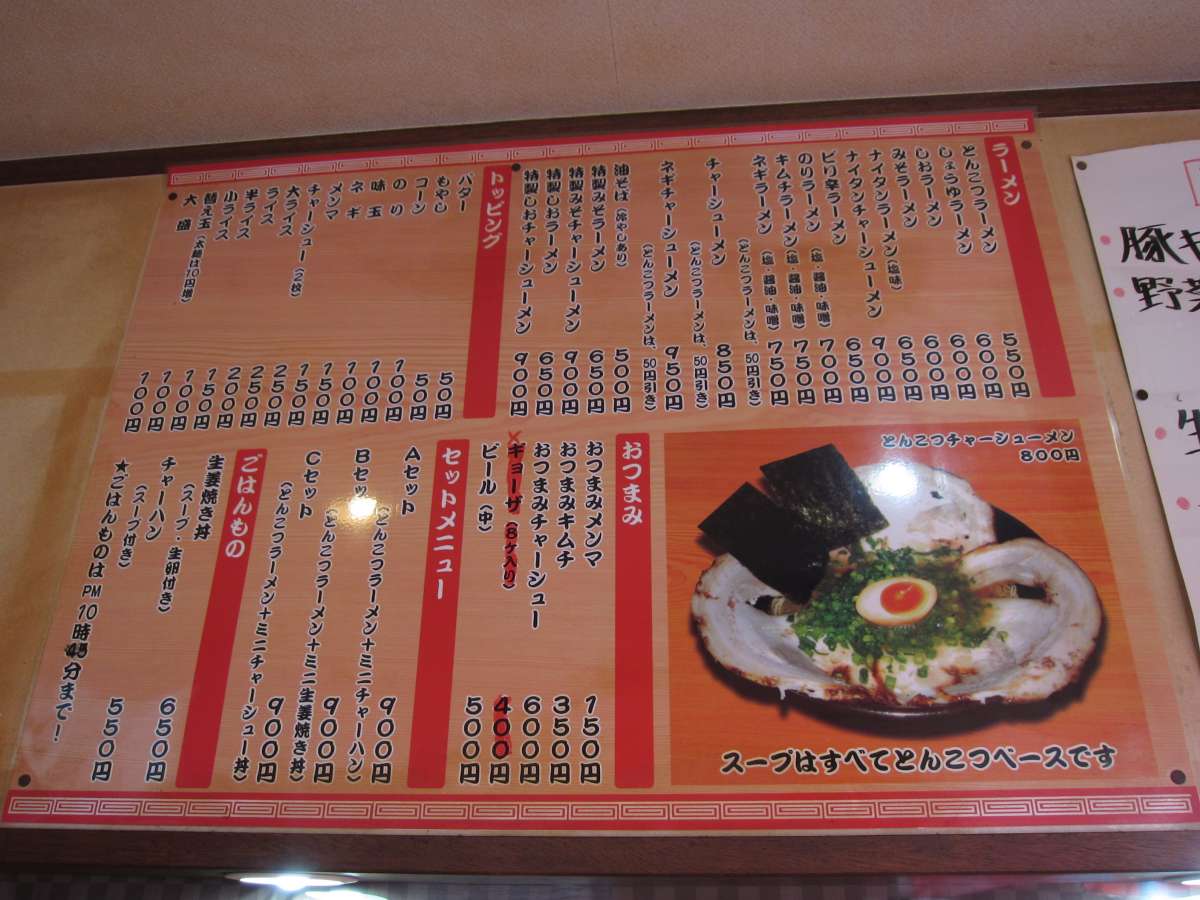 ラーメン
とんこつラーメン 550円
しょうゆラーメン 600円
しおラーメン 600円
みそラーメン 600円
ナイタンラーメン(塩味) 650円
ナイタンチャーシューメン 900円
ピリ辛ラーメン 650円
のりラーメン(塩・醤油・味噌) 700円
キムチラーメン(塩・醤油・味噌) 750円
ネギラーメン(塩・醤油・味噌) 750円
(とんこつラーメンは、50円引き)
チャーシューメン 850円
(とんこつラーメンは、50円引き)
ネギチャーシューメン 950円
(とんこつラーメンは、50円引き)
油そば(冷やしあり) 500円
特製みそラーメン 650円
特製みそチャーシューメン 900円
特製しおラーメン 650円
特製しおチャーシューメン 900円
トッピング
バター 50円
もやし 50円
コーン 100円
のり 100円
味玉 100円
ネギ 150円
メンマ 150円
チャーシュー(2枚) 250円
大ライス 250円
ライス 200円
半ライス 150円
小ライス 100円
替え玉(太麺は10円増) 100円
大盛 100円
とんこつチャーシューメン
800円
スープはすべてとんこつベースです
おつまみ
おつまみメンマ 150円
おつまみキムチ 350円
おつまみチャーシュー 600円
ギョーザ(8ケ入り) 400円
ビール(中) 500円
セットメニュー
Aセット
(とんこつラーメン+ミニチャーハン) 900円
Bセット
(とんこつラーメン+ミニ生姜焼き丼) 900円
Cセット
(とんこつラーメン+ミニチャーシュー丼) 900円
ごはんもの
生姜焼き丼
(スープ・生卵付き) 650円
チャーハン
(スープ付き) 550円
★ごはんものはPM10時45分まで!
豚
野菜
生